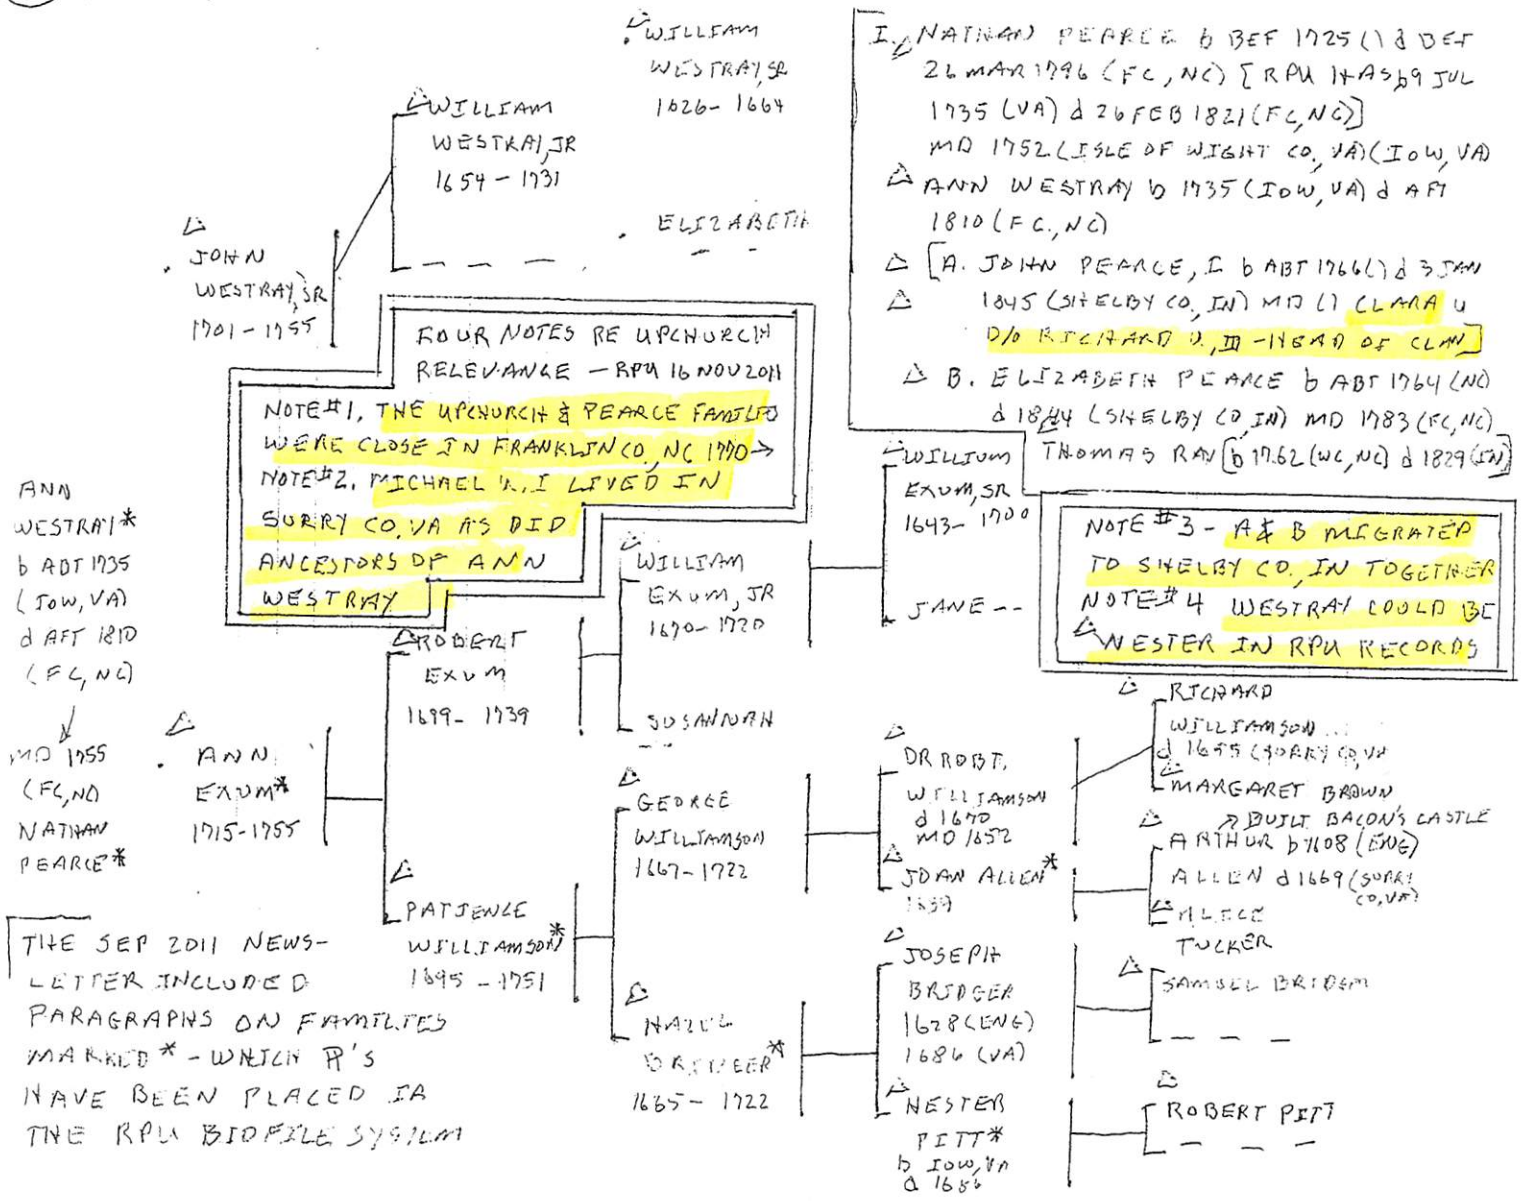 WILLIAM
WESTRAY, SR
1626- 1664
WILLIAM
WESTRAY, JR
1654 - 1731
ELIZABETH
JOHN
WESTRAY, SR
1701 - 1755
I. NATHAN PEARCE b BEF 1725 () d BEF
26 MAR 1796 (FC, NC) [RPU HAS b9 JUL
1735 (VA) d 26 FEB 1821 (FC, NC)]
MD 1752 (ISLE OF WIGHT CO., VA) (IOW, VA)
ANN WESTRAY b 1735 (IOW, VA) d AFT
1810 (FC., NC)
[A. JOHN PEARCE, I b ABT 1766 () d 3 JAN
1845 (SHELBY CO, IN) MD () CLARA U
D/O RICHARD U., III - HEAD OF CLAN]
B. ELIZABETH PEARCE b ABT 1764 (NC)
d 1844 (SHELBY CO, IN) MD 1783 (FC, NC)
THOMAS RAY [b 1762 (WC, NC) d 1829 (IN)]
FOUR NOTES RE UPCHURCH
RELEVANCE - RPU 16 NOV 2011
NOTE #1. THE UPCHURCH & PEARCE FAMILES
WERE CLOSE IN FRANKLIN CO, NC 1770→
NOTE #2. MICHAEL U., I LIVED IN
SURRY CO, VA AS DID
ANCESTORS OF ANN
WESTRAY
NOTE #3 - A & B MIGRATED
TO SHELBY CO., IN TOGETHER
NOTE #4 WESTRAY COULD BE
WESTER IN RPU RECORDS
ANN
WESTRAY*
b ABT 1735
(IOW, VA)
d AFT 1810
(FC, NC)
MD 1755
(FC, NC)
NATHAN
PEARCE*
ANN
EXUM*
1715-1755
ROBERT
EXUM
1699- 1739
PATIENCE
WILLIAMSON*
1695 - 1751
WILLIAM
EXUM, JR
1670- 1720
SUSANNAH
GEORGE
WILLIAMSON
1667-1722
BRIDGER*
1665- 1722
WILLIUM
EXUM, SR
1643- 1700
JANE --
DR ROBT.
WILLIAMSON
d 1670
MD 1652
JOAN ALLEN*
1639
JOSEPH
BRIDGER
1628 (ENG)
1686 (VA)
HESTER
PITT*
b IOW, VA
d 1686
RICHARD
WILLIAMSON
d 1655 (SURRY CO, VA
MARGARET BROWN
↗ BUILT BACON'S CASTLE
ARTHUR b 1608 (ENG)
ALLEN d 1669 (SURRY
CO, VA)
ALICE
TUCKER
SAMUEL BRIDGER
ROBERT PITT
THE SEP 2011 NEWS-
LETTER INCLUDED
PARAGRAPHS ON FAMILIES
MARKED * - WHICH P'S
HAVE BEEN PLACED IN
THE RPU BIOFILE SYSTEM